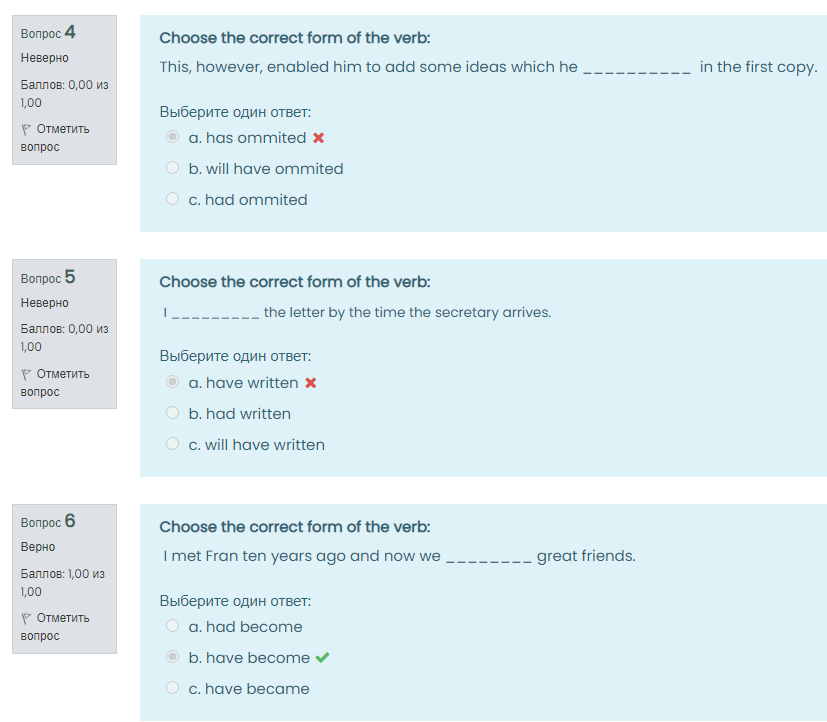 Вопрос 4
Неверно
Баллов: 0,00 из
1,00
Отметить
вопрос
Choose the correct form of the verb:
This, however, enabled him to add some ideas which he __________ in the first copy.
Выберите один ответ:
a. has ommited
b. will have ommited
c. had ommited
Вопрос 5
Неверно
Баллов: 0,00 из
1,00
Отметить
вопрос
Choose the correct form of the verb:
I _________ the letter by the time the secretary arrives.
Выберите один ответ:
a. have written
b. had written
c. will have written
Вопрос 6
Верно
Баллов: 1,00 из
1,00
Отметить
вопрос
Choose the correct form of the verb:
I met Fran ten years ago and now we ________ great friends.
Выберите один ответ:
a. had become
b. have become
c. have became